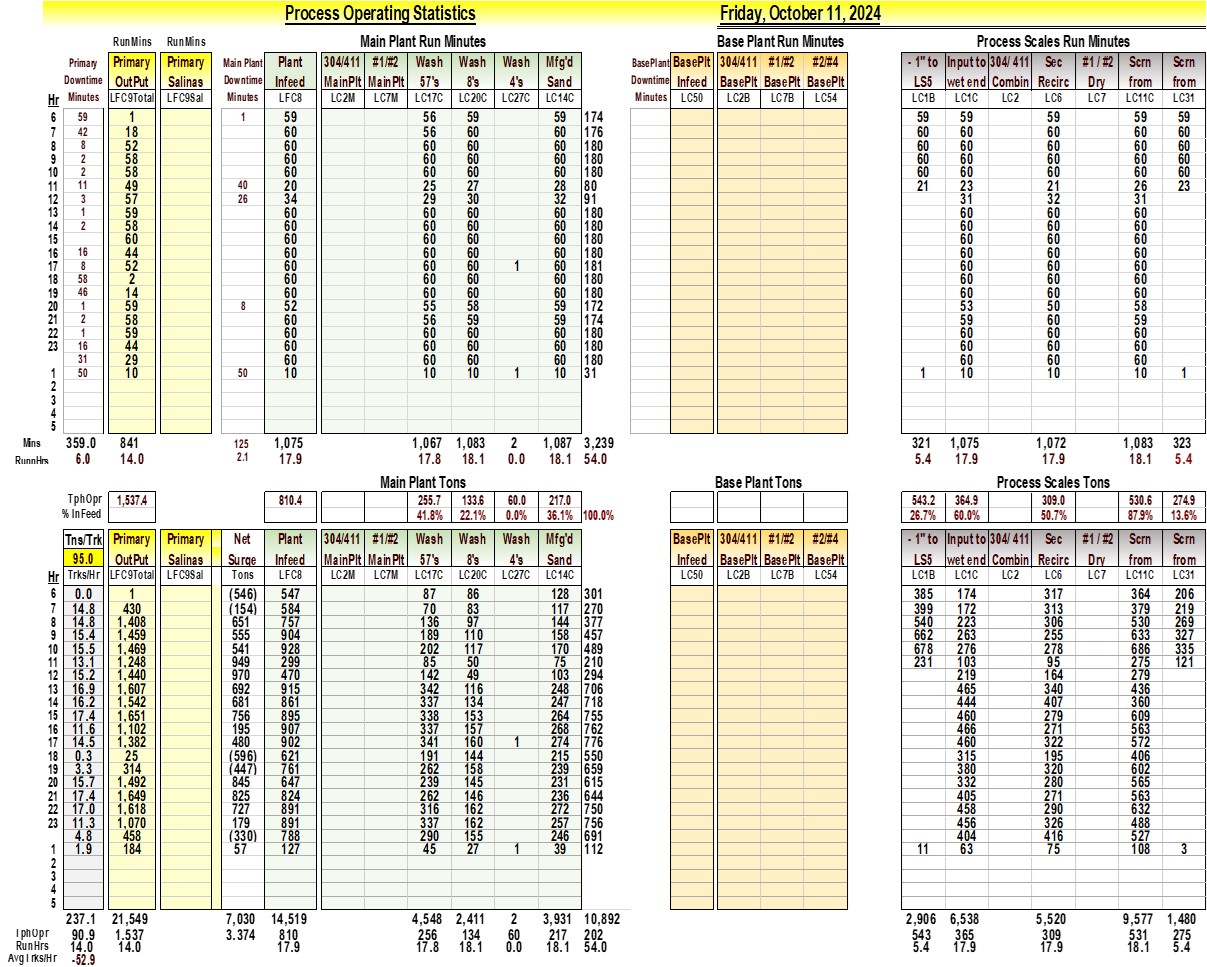 Process Operating Statistics Friday, October 11, 2024
RunMins RunMins Main Plant Run Minutes Base Plant Run Minutes Process Scales Run Minutes
Primary Primary Primary Main Plant Plant 304/411 #1/#2 Wash Wash Wash Mfg'd BasePlant BasePlt 304/411 #1/#2 #2/#4 - 1" to Input to 304/ 411 Sec #1 / #2 Scrn Scrn
Downtime OutPut Salinas Downtime Infeed MainPlt MainPlt 57's 8's 4's Sand Downtime Infeed BasePlt BasePlt BasePlt LS5 wet end Combin Recirc Dry from from
Hr Minutes LFC9Total LFC9Sal Minutes LFC8 LC2M LC7M LC17C LC20C LC27C LC14C Minutes LC50 LC2B LC7B LC54 LC1B LC1C LC2 LC6 LC7 LC11C LC31
6 59 1 1 59 56 59 59 174 59 59 59 59 59
7 42 18 60 56 60 60 176 60 60 60 60 60
8 8 52 60 60 60 60 180 60 60 60 60 60
9 2 58 60 60 60 60 180 60 60 60 60 60
10 2 58 60 60 60 60 180 60 60 60 60 60
11 11 49 40 20 25 27 28 80 21 23 21 26 23
12 3 57 26 34 29 30 32 91 31 32 31
13 1 59 60 60 60 60 180 60 60 60
14 2 58 60 60 60 60 180 60 60 60
15 60 60 60 60 60 180 60 60 60
16 16 44 60 60 60 60 180 60 60 60
17 8 52 60 60 60 1 60 181 60 60 60
18 58 2 60 60 60 60 180 60 60 60
19 46 14 60 60 60 60 180 60 60 60
20 1 59 8 52 55 58 59 172 53 50 58
21 2 58 60 56 59 60 174 59 60 59
22 1 59 60 60 60 60 180 60 60 60
23 16 44 60 60 60 60 180 60 60 60
31 29 60 60 60 60 180 60 60 60
1 50 10 50 10 10 10 1 10 31 1 10 10 10 1
2
3
4
5
Mins 359.0 841 125 1,075 1,067 1,083 2 1,087 3,239 321 1,075 1,072 1,083 323
RunnHrs 6.0 14.0 2.1 17.9 17.8 18.1 0.0 18.1 54.0 5.4 17.9 17.9 18.1 5.4
Main Plant Tons Base Plant Tons Process Scales Tons
TphOpr 1,537.4 810.4 255.7 133.6 60.0 217.0 543.2 364.9 309.0 530.6 274.9
% InFeed 41.8% 22.1% 0.0% 36.1% 100.0% 26.7% 60.0% 50.7% 87.9% 13.6%
Tns/Trk Primary Primary Net Plant 304/411 #1/#2 Wash Wash Wash Mfg'd BasePlt 304/411 #1/#2 #2/#4 - 1" to Input to 304/ 411 Sec #1 / #2 Scrn Scrn
95.0 OutPut Salinas Surge Infeed MainPlt MainPlt 57's 8's 4's Sand Infeed BasePlt BasePlt BasePlt LS5 wet end Combin Recirc Dry from from
Hr Trks/Hr LFC9Total LFC9Sal Tons LFC8 LC2M LC7M LC17C LC20C LC27C LC14C LC50 LC2B LC7B LC54 LC1B LC1C LC2 LC6 LC7 LC11C LC31
6 0.0 1 (546) 547 87 86 128 301 385 174 317 364 206
7 14.8 430 (154) 584 70 83 117 270 399 172 313 379 219
8 14.8 1,408 651 757 136 97 144 377 540 223 306 530 269
9 15.4 1,459 555 904 189 110 158 457 662 263 255 633 327
10 15.5 1,469 541 928 202 117 170 489 678 276 278 686 335
11 13.1 1,248 949 299 85 50 75 210 231 103 95 275 121
12 15.2 1,440 970 470 142 49 103 294 219 164 279
13 16.9 1,607 692 915 342 116 248 706 465 340 436
14 16.2 1,542 681 861 337 134 247 718 444 407 360
15 17.4 1,651 756 895 338 153 264 755 460 279 609
16 11.6 1,102 195 907 337 157 268 762 466 271 563
17 14.5 1,382 480 902 341 160 1 274 776 460 322 572
18 0.3 25 (596) 621 191 144 215 550 315 195 406
19 3.3 314 (447) 761 262 158 239 659 380 320 602
20 15.7 1,492 845 647 239 145 231 615 332 280 565
21 17.4 1,649 825 824 262 146 236 644 405 271 563
22 17.0 1,618 727 891 316 162 272 750 458 290 632
23 11.3 1,070 179 891 337 162 257 756 456 326 488
4.8 458 (330) 788 290 155 246 691 404 416 527
1 1.9 184 57 127 45 27 1 39 112 11 63 75 108 3
2
3
4
5
237.1 21,549 7,030 14,519 4,548 2,411 2 3,931 10,892 2,906 6,538 5,520 9,577 1,480
TphOpr 90.9 1,537 3,374 810 256 134 60 217 202 543 365 309 531 275
RunHrs 14.0 14.0 17.9 17.8 18.1 0.0 18.1 54.0 5.4 17.9 17.9 18.1 5.4
AvgTrks/Hr -52.9